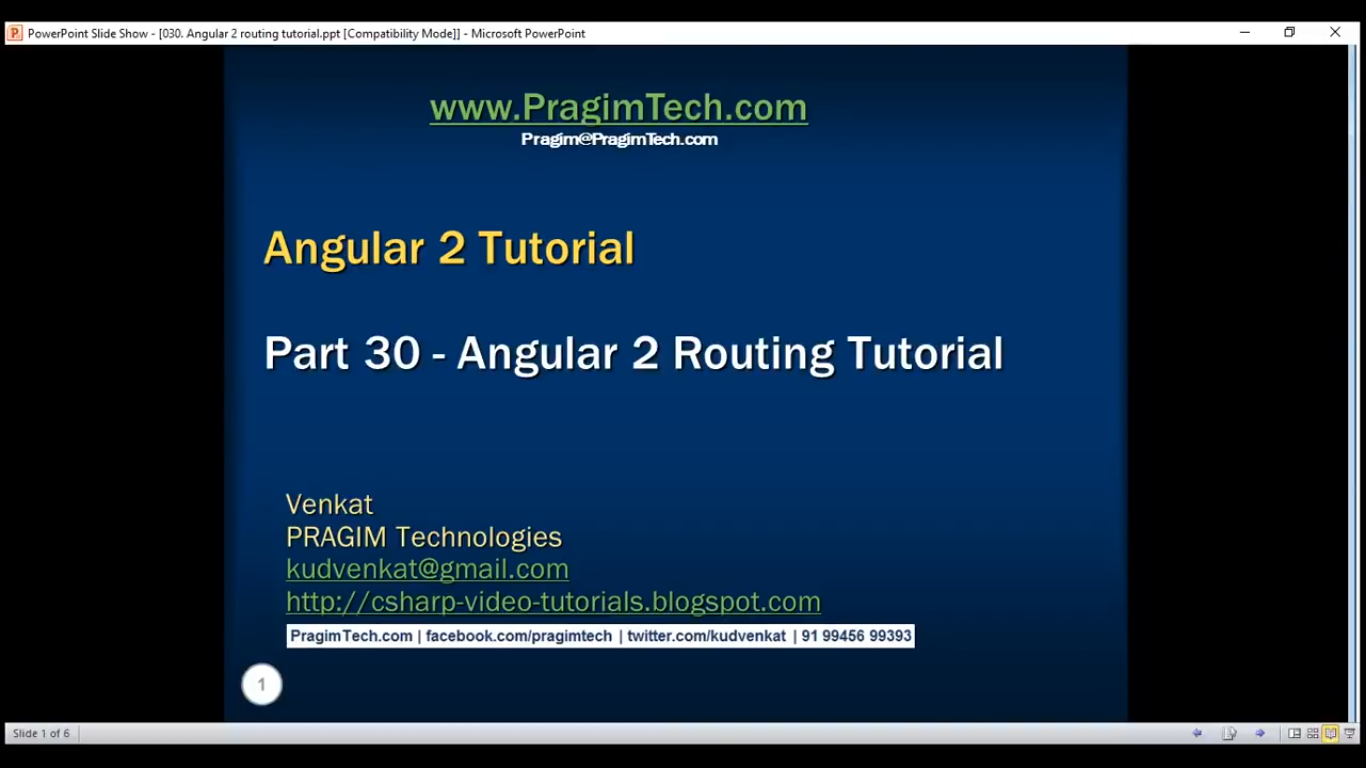 PowerPoint Slide Show - [030. Angular 2 routing tutorial.ppt [Compatibility Mode]] - Microsoft PowerPoint
www.PragimTech.com
Pragim@PragimTech.com
Angular 2 Tutorial
Part 30 - Angular 2 Routing Tutorial
Venkat
PRAGIM Technologies
kudvenkat@gmail.com
http://csharp-video-tutorials.blogspot.com
PragimTech.com | facebook.com/pragimtech | twitter.com/kudvenkat | 91 99456 99393
1
Slide 1 of 6